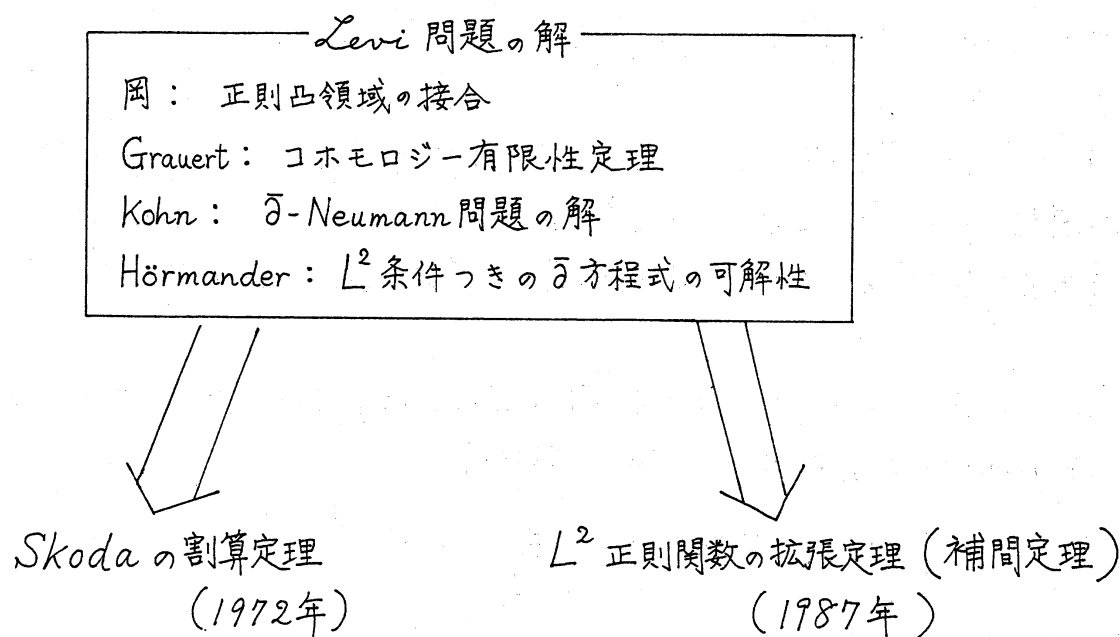 Levi 問題の解
岡: 正則凸領域の接合
Grauert: コホモロジー有限性定理
Kohn: ∂̄-Neumann問題の解
Hörmander: L² 条件つきの ∂̄ 方程式の可解性
Skoda の割算定理
(1972年)
L² 正則関数の拡張定理 (補間定理)
(1987年)